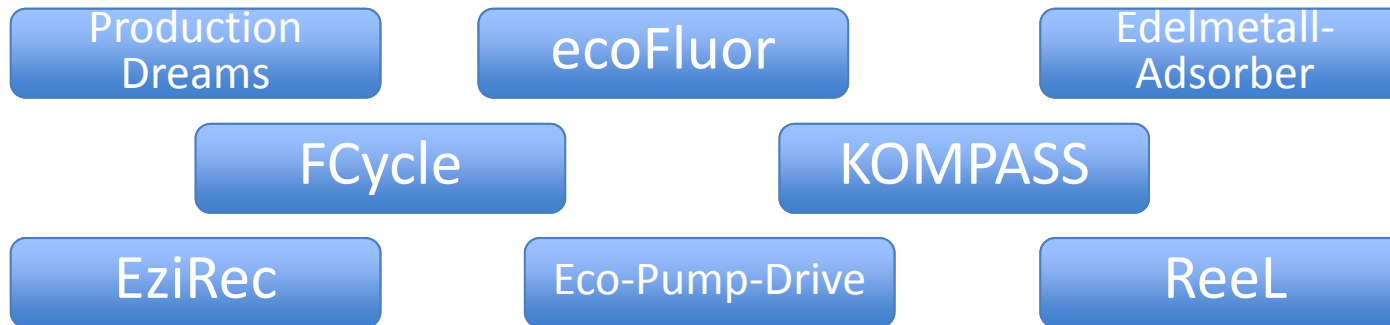 Production
Dreams
ecoFluor
Edelmetall-
Adsorber
FCycle
KOMPASS
EziRec
Eco-Pump-Drive
ReeL